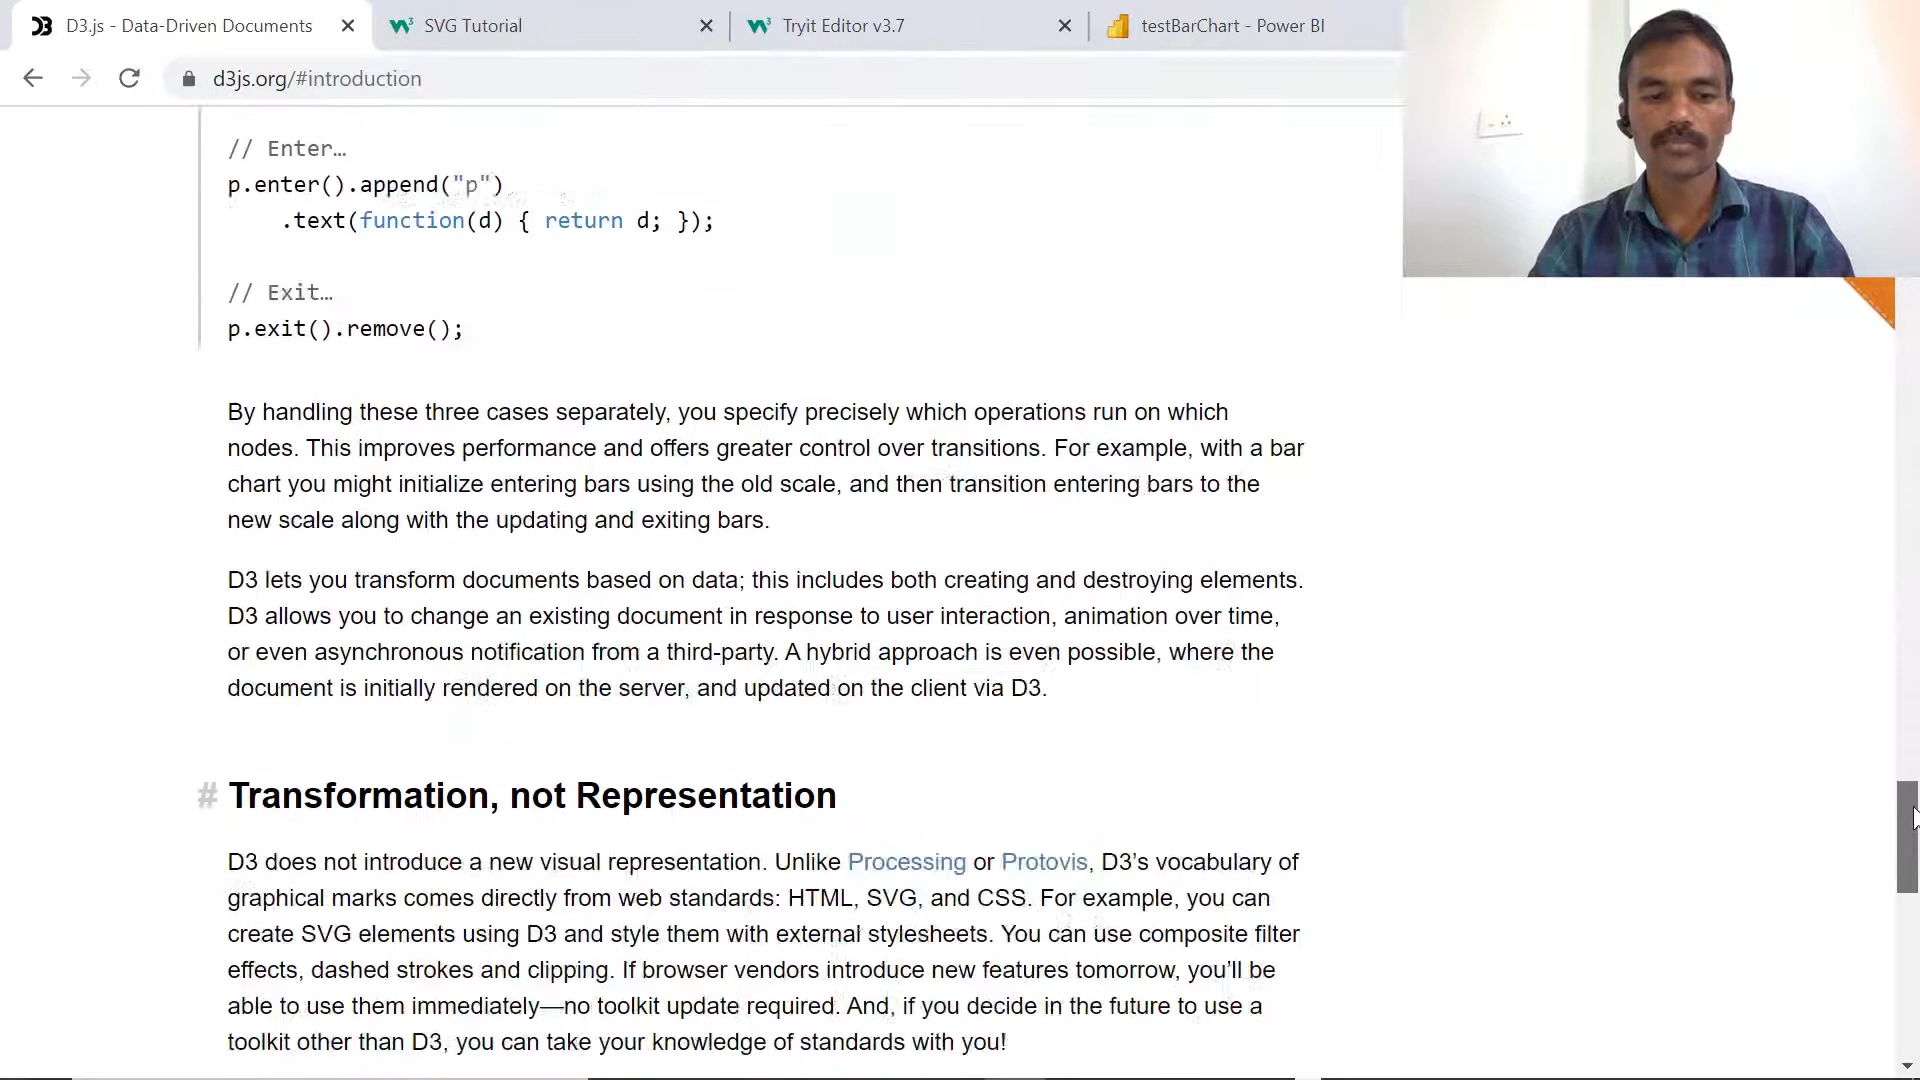 D3 D3.js - Data-Driven Documents
SVG Tutorial
Tryit Editor v3.7
testBarChart - Power BI
d3js.org/#introduction
// Enter…
p.enter().append("p")
.text(function(d) { return d; });
// Exit…
p.exit().remove();
By handling these three cases separately, you specify precisely which operations run on which
nodes. This improves performance and offers greater control over transitions. For example, with a bar
chart you might initialize entering bars using the old scale, and then transition entering bars to the
new scale along with the updating and exiting bars.
D3 lets you transform documents based on data; this includes both creating and destroying elements.
D3 allows you to change an existing document in response to user interaction, animation over time,
or even asynchronous notification from a third-party. A hybrid approach is even possible, where the
document is initially rendered on the server, and updated on the client via D3.
# Transformation, not Representation
D3 does not introduce a new visual representation. Unlike Processing or Protovis, D3’s vocabulary of
graphical marks comes directly from web standards: HTML, SVG, and CSS. For example, you can
create SVG elements using D3 and style them with external stylesheets. You can use composite filter
effects, dashed strokes and clipping. If browser vendors introduce new features tomorrow, you’ll be
able to use them immediately—no toolkit update required. And, if you decide in the future to use a
toolkit other than D3, you can take your knowledge of standards with you!